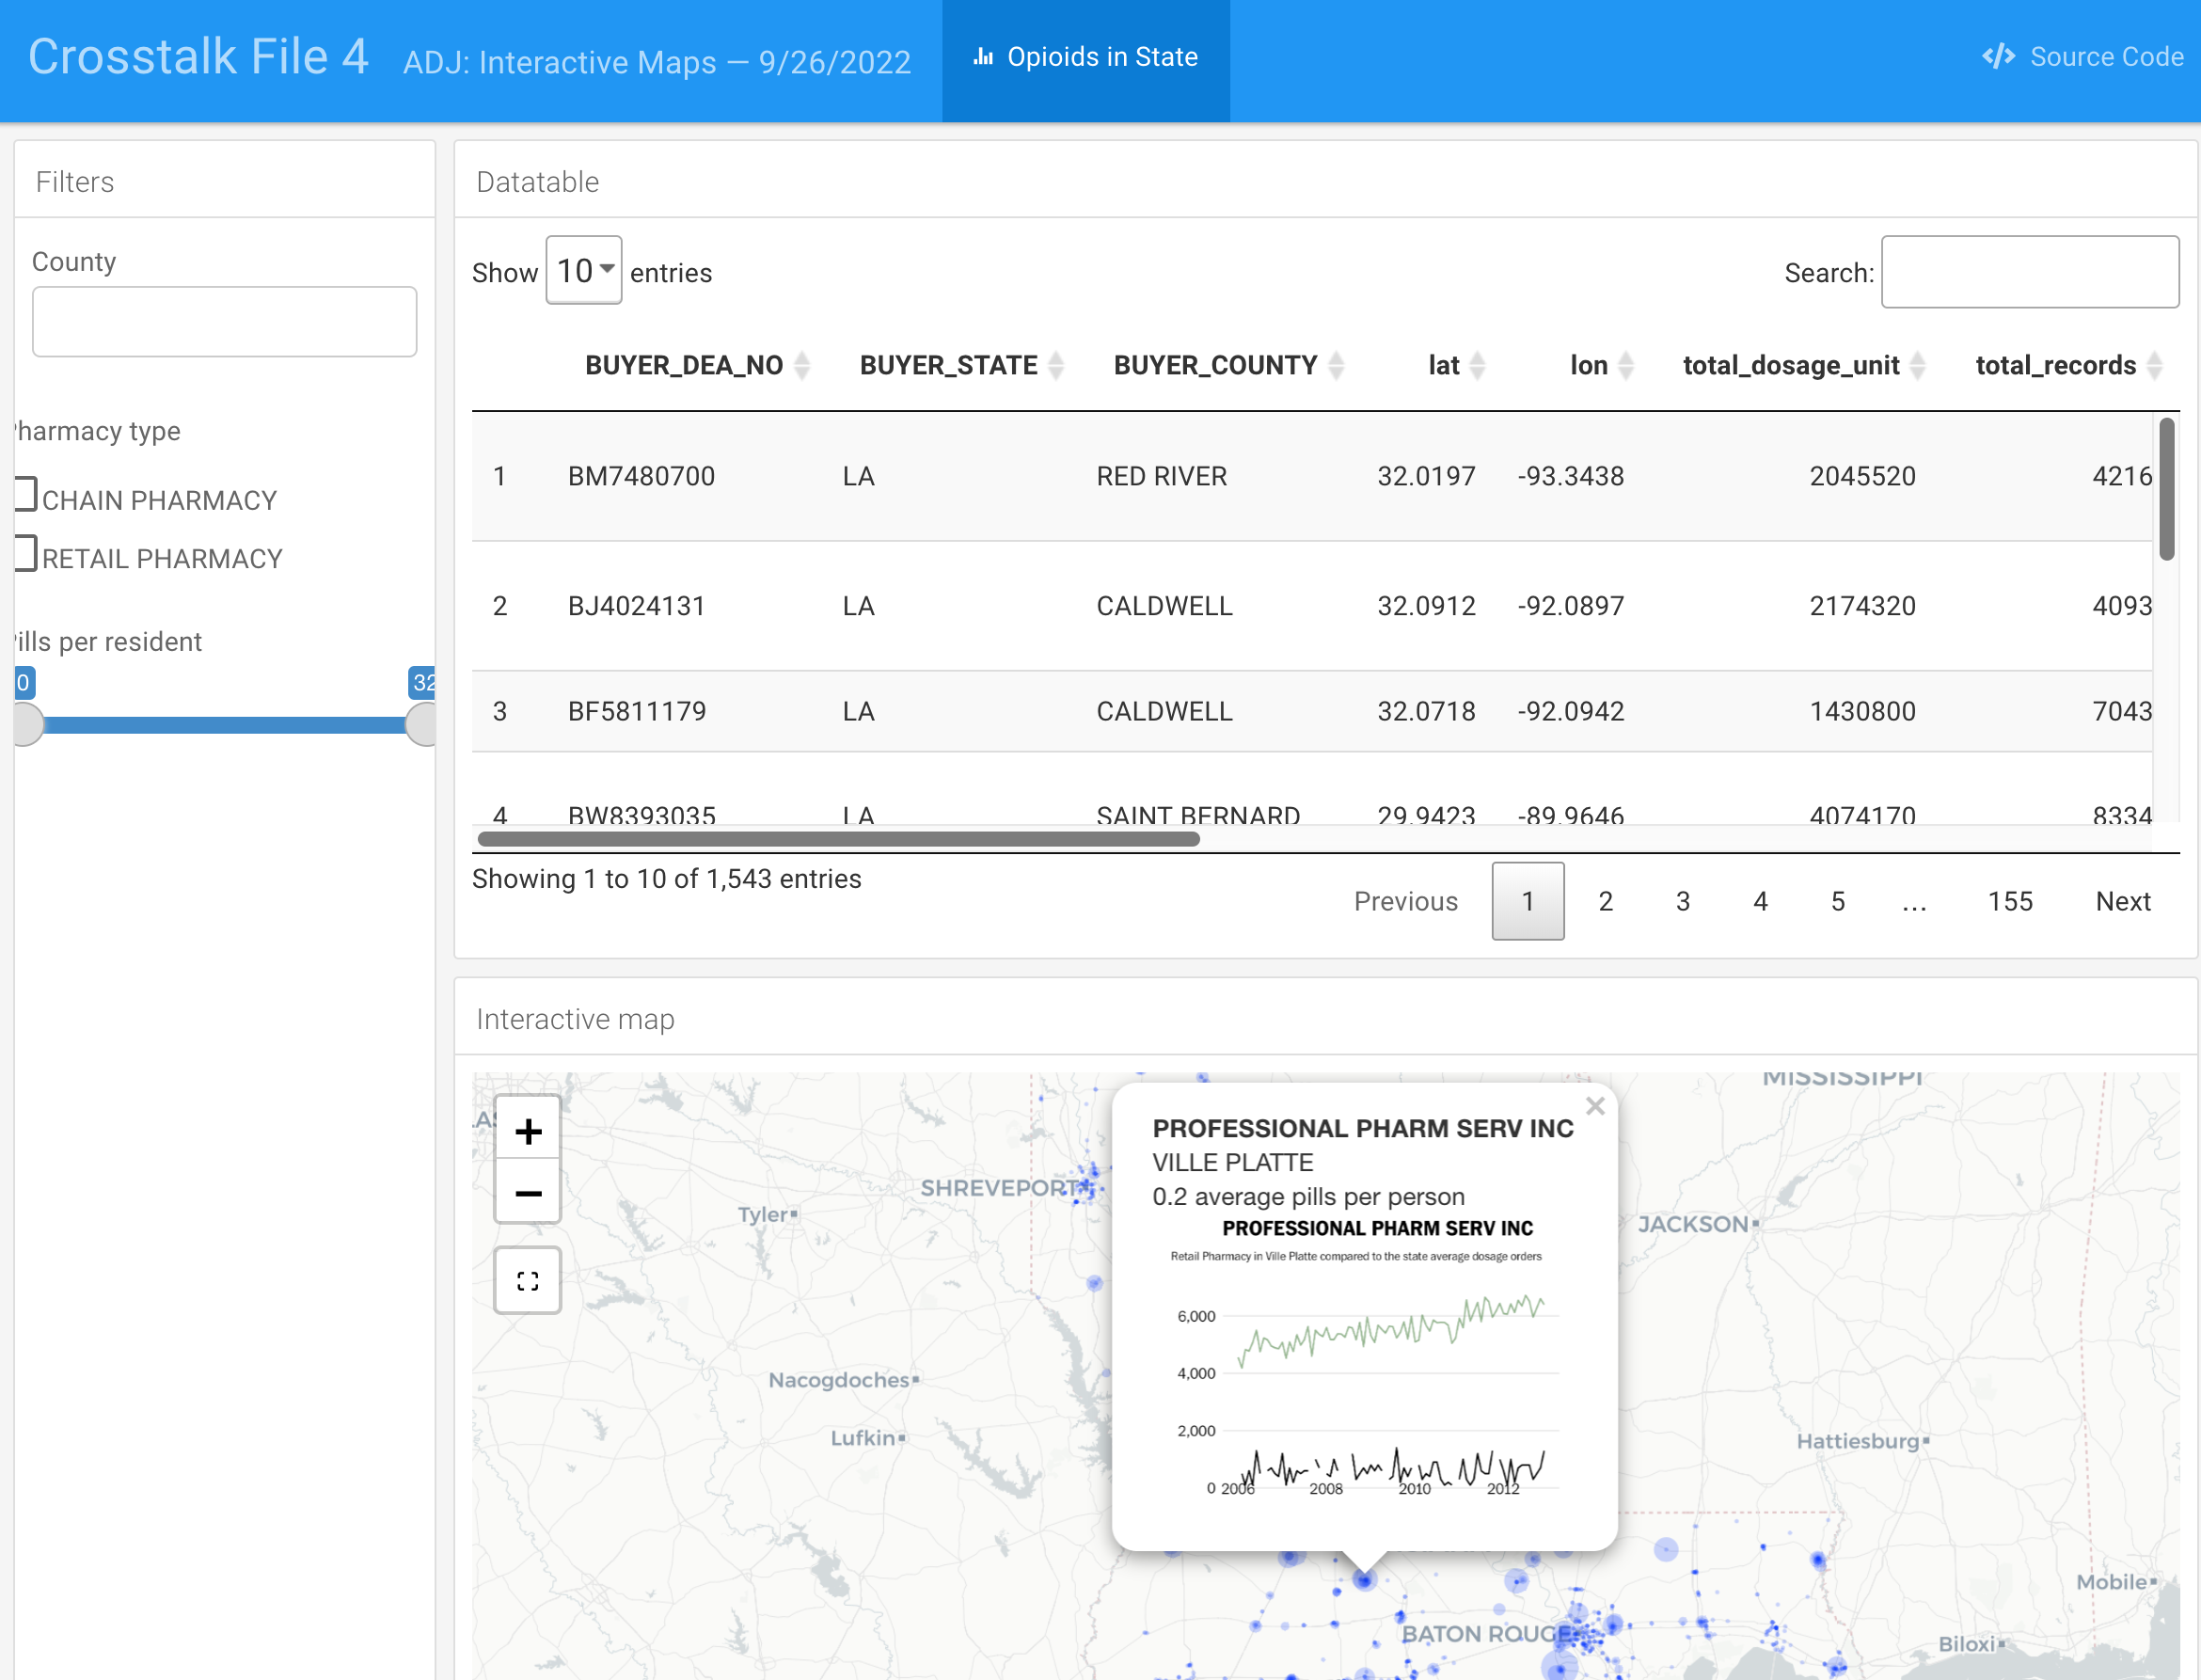 Crosstalk File 4 ADJ: Interactive Maps — 9/26/2022 Opioids in State Source Code
Filters
County
harmacy type
CHAIN PHARMACY
RETAIL PHARMACY
ills per resident
0 32
Datatable
Show 10 entries Search:
BUYER_DEA_NO BUYER_STATE BUYER_COUNTY lat lon total_dosage_unit total_records
1 BM7480700 LA RED RIVER 32.0197 -93.3438 2045520 4216
2 BJ4024131 LA CALDWELL 32.0912 -92.0897 2174320 4093
3 BF5811179 LA CALDWELL 32.0718 -92.0942 1430800 7043
4 BW8393035 LA SAINT BERNARD 29.9423 -89.9646 4074170 8334
Showing 1 to 10 of 1,543 entries
Previous 1 2 3 4 5 ... 155 Next
Interactive map
+
−
MISSISSIPPI
SHREVEPORT
Tyler
JACKSON
Nacogdoches
Lufkin
Hattiesburg
Mobile
BATON ROUGE
Biloxi
×
PROFESSIONAL PHARM SERV INC
VILLE PLATTE
0.2 average pills per person
PROFESSIONAL PHARM SERV INC
Retail Pharmacy in Ville Platte compared to the state average dosage orders
6,000
4,000
2,000
0
2006 2008 2010 2012